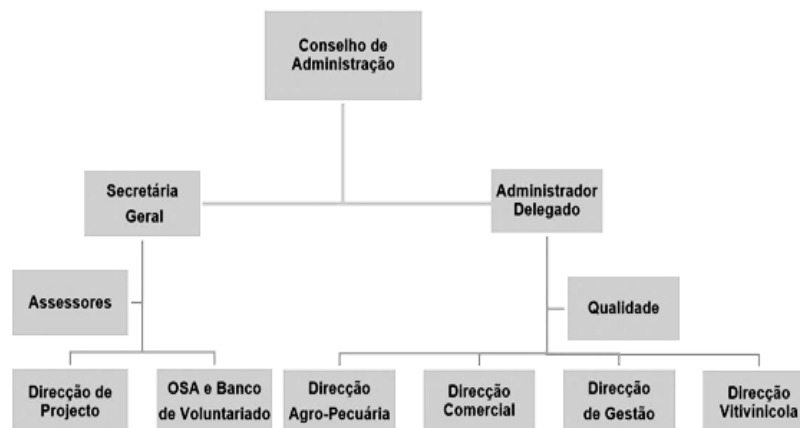 Conselho de
Administração
Secretária
Geral
Administrador
Delegado
Assessores
Qualidade
Direcção de
Projecto
OSA e Banco
de Voluntariado
Direcção
Agro-Pecuária
Direcção
Comercial
Direcção
de Gestão
Direcção
Vitivinicola